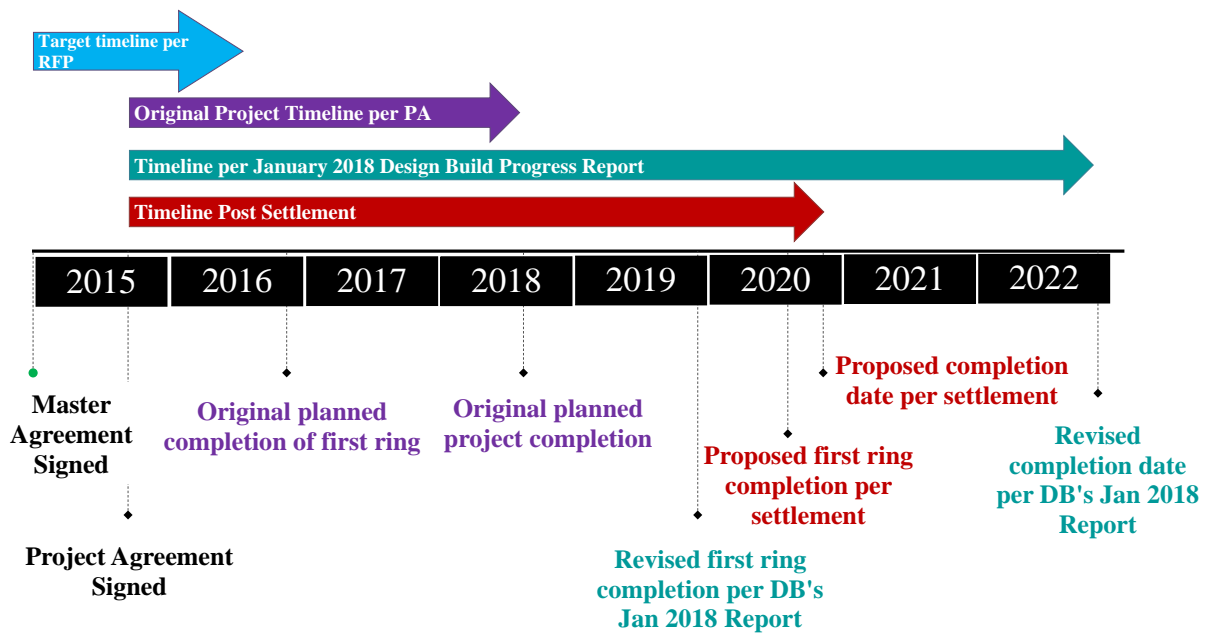 Target timeline per
RFP
Original Project Timeline per PA
Timeline per January 2018 Design Build Progress Report
Timeline Post Settlement
2015 2016 2017 2018 2019 2020 2021 2022
Master
Agreement
Signed
Project Agreement
Signed
Original planned
completion of first ring
Original planned
project completion
Revised first ring
completion per DB's
Jan 2018 Report
Proposed first ring
completion per
settlement
Proposed completion
date per settlement
Revised
completion date
per DB's Jan 2018
Report